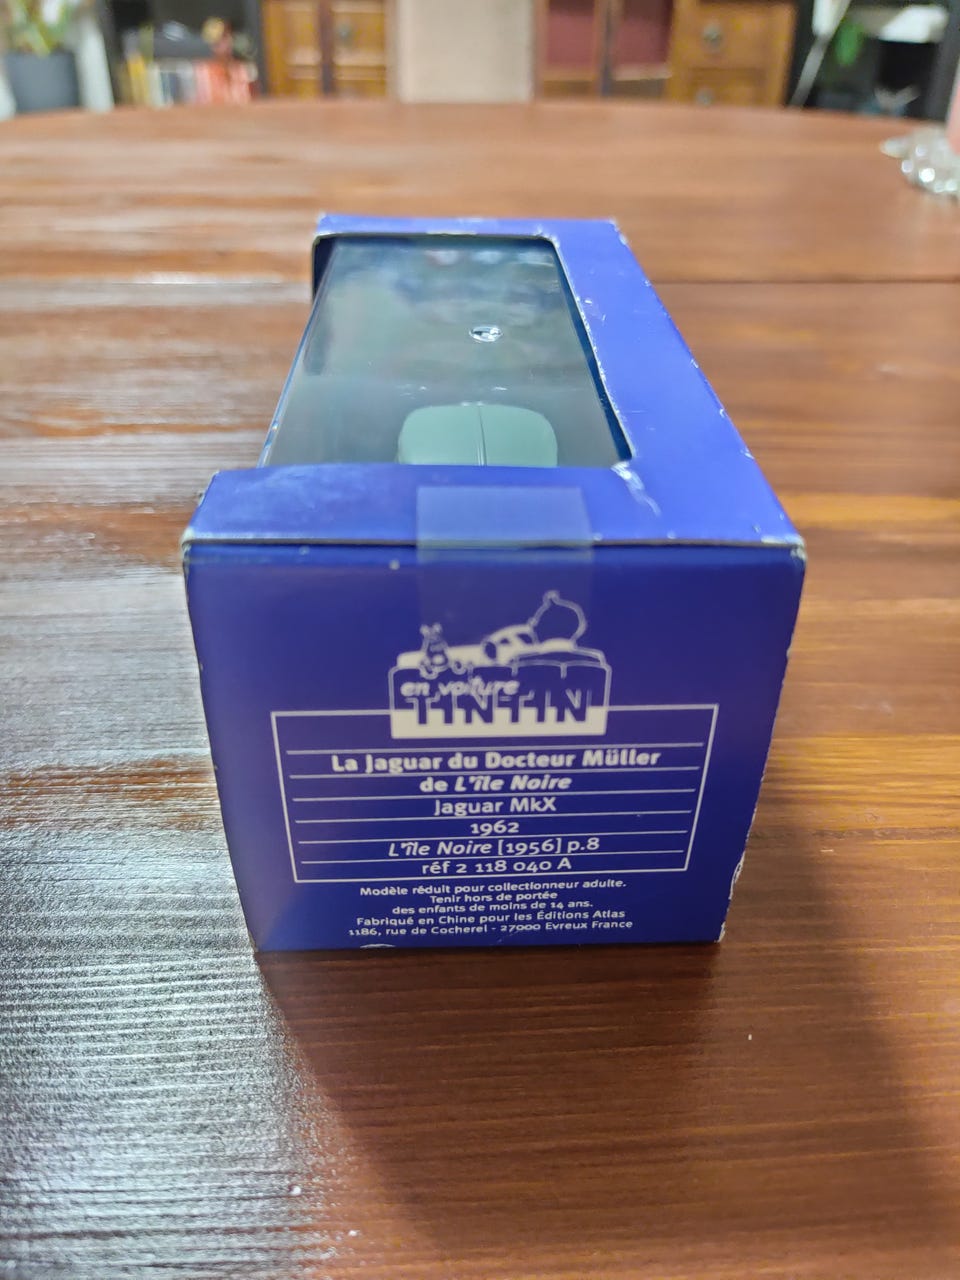 en voiture
TINTIN
La Jaguar du Docteur Müller
de L'île Noire
Jaguar MkX
1962
L'île Noire [1956] p.8
réf 2 118 040 A
Modèle réduit pour collectionneur adulte.
Tenir hors de portée
des enfants de moins de 14 ans.
Fabriqué en Chine pour les Éditions Atlas
1186, rue de Cocherel - 27000 Evreux France